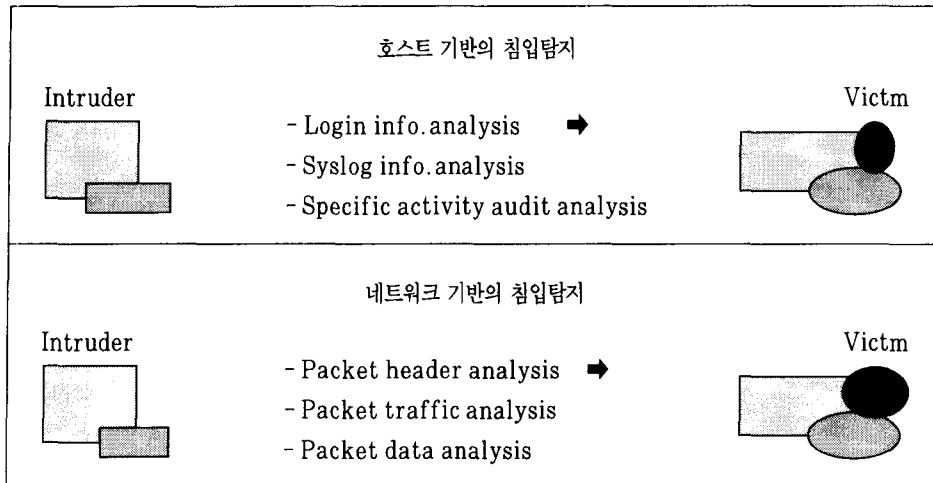 호스트 기반의 침입탐지
Intruder
Victm
- Login info.analysis ➡
- Syslog info.analysis
- Specific activity audit analysis
네트워크 기반의 침입탐지
Intruder
Victm
- Packet header analysis ➡
- Packet traffic analysis
- Packet data analysis